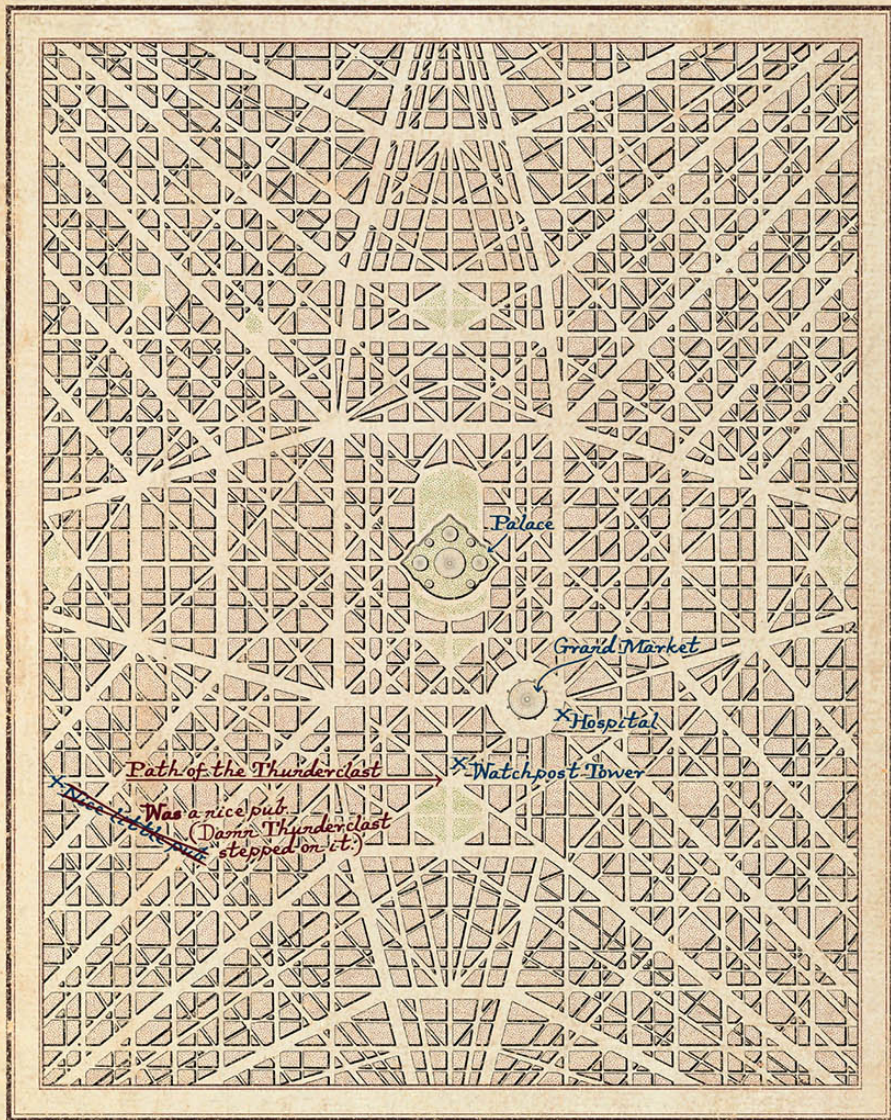 Palace
Grand Market
Hospital
Path of the Thunderclast
Watchpost Tower
Nice little pub
Was a nice pub.
(Damn Thunderclast
stepped on it.)